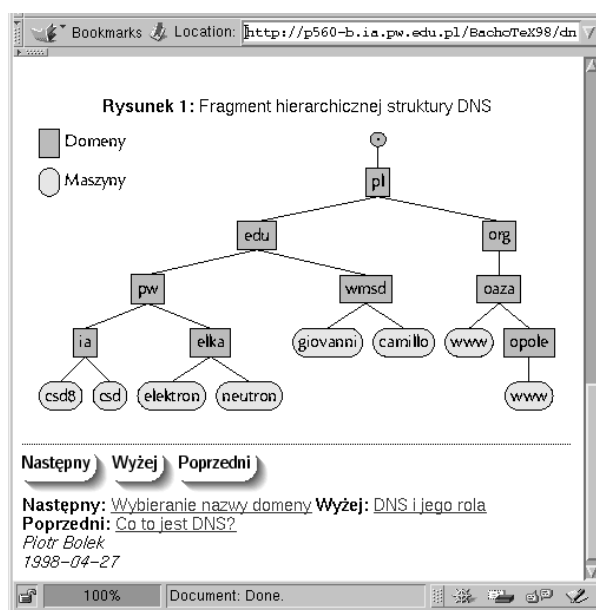 Bookmarks Location: http://p560-b.ia.pw.edu.pl/BachoTeX98/dn
Rysunek 1: Fragment hierarchicznej struktury DNS
Domeny
Maszyny
pl
edu org
pw wmsd oaza
ia elka giovanni camillo www opole
csd8 csd elektron neutron www
Następny Wyżej Poprzedni
Następny: Wybieranie nazwy domeny Wyżej: DNS i jego rola
Poprzedni: Co to jest DNS?
Piotr Bolek
1998-04-27
100% Document: Done.